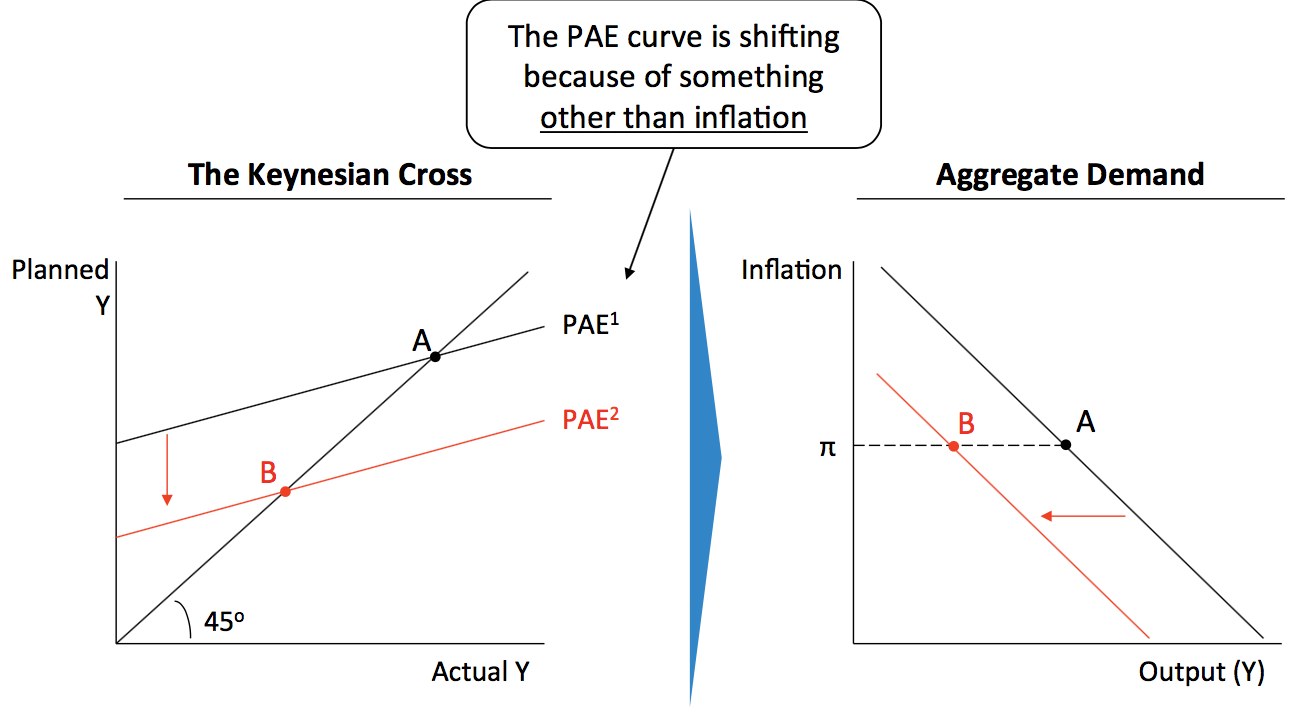 The PAE curve is shifting
because of something
other than inflation
The Keynesian Cross
Aggregate Demand
Planned
Y
A
PAE¹
B
PAE²
45º
Actual Y
Inflation
B
A
π
Output (Y)